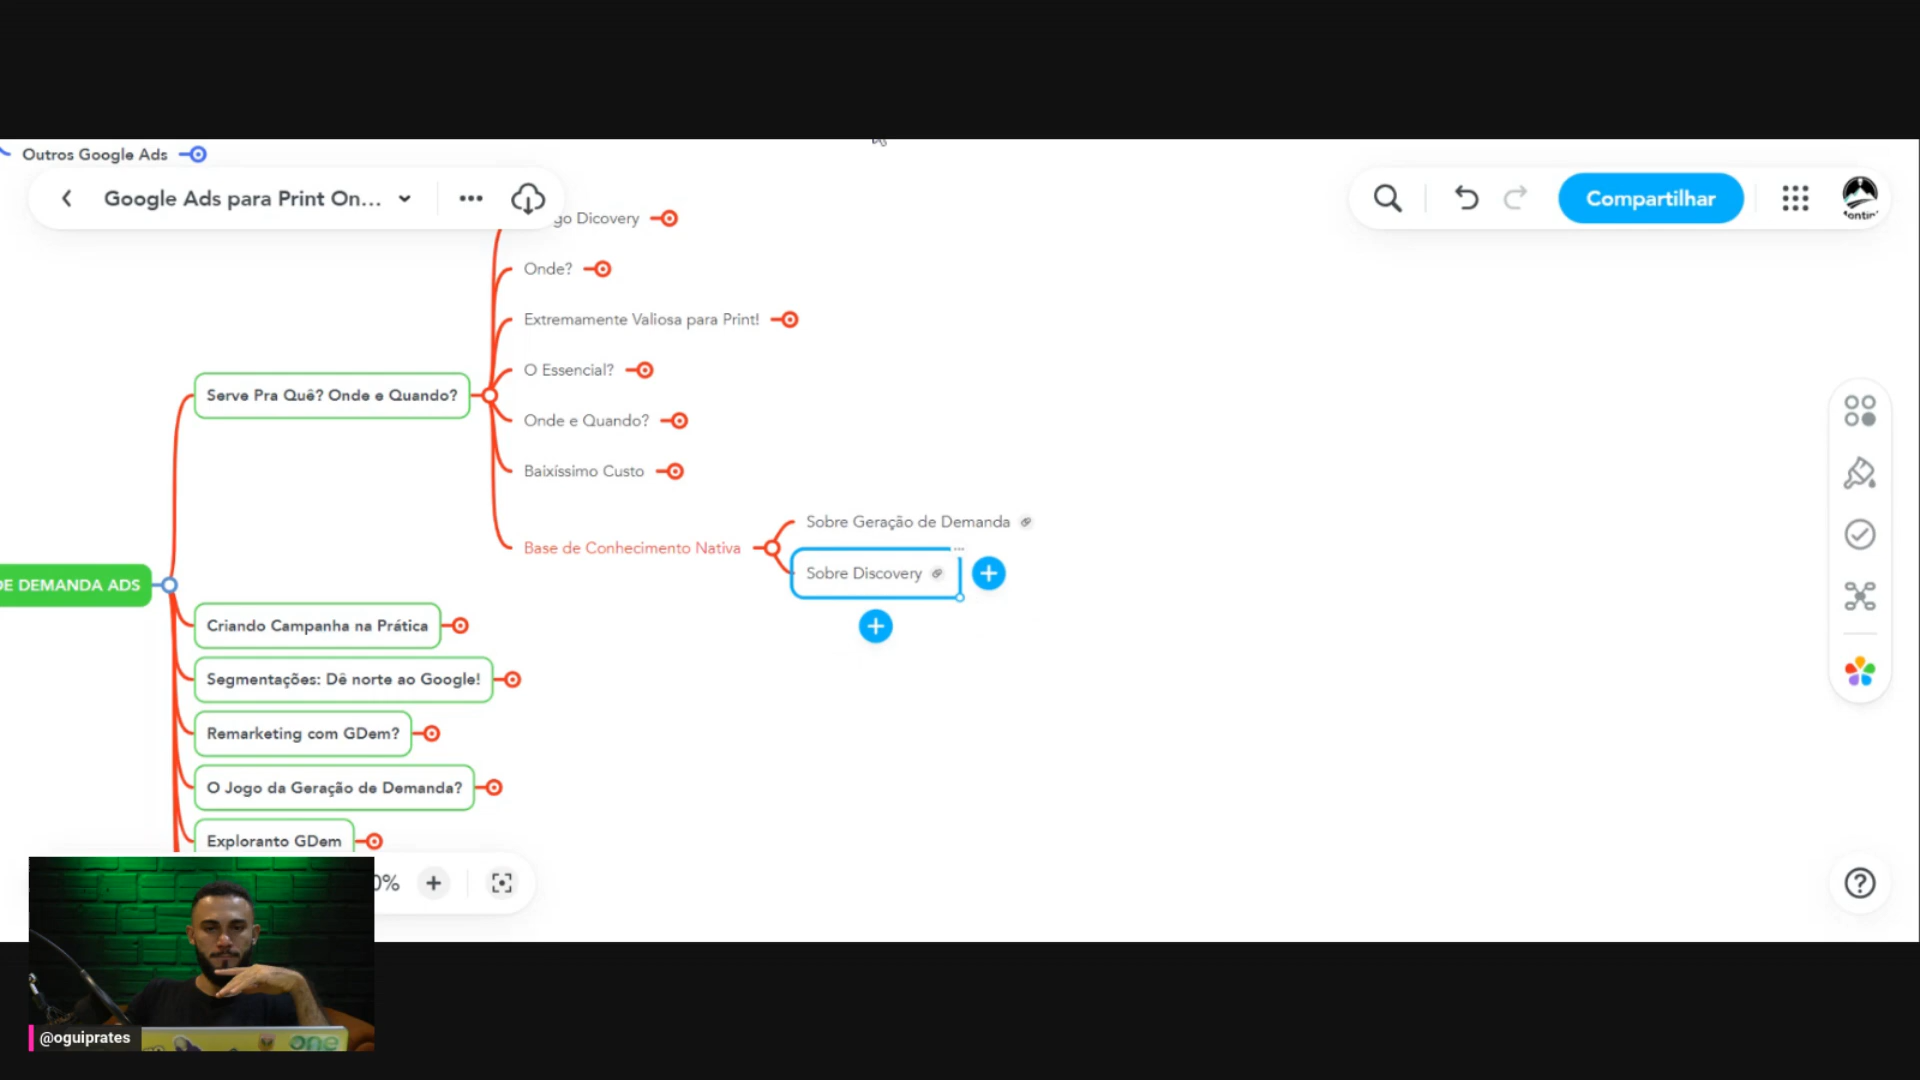 Outros Google Ads
Google Ads para Print On...
Compartilhar
go Dicovery
Onde?
Extremamente Valiosa para Print!
O Essencial?
Serve Pra Quê? Onde e Quando?
Onde e Quando?
Baixíssimo Custo
Sobre Geração de Demanda
Base de Conhecimento Nativa
Sobre Discovery
DE DEMANDA ADS
Criando Campanha na Prática
Segmentações: Dê norte ao Google!
Remarketing com GDem?
O Jogo da Geração de Demanda?
Exploranto GDem
0%
@oguiprates
one